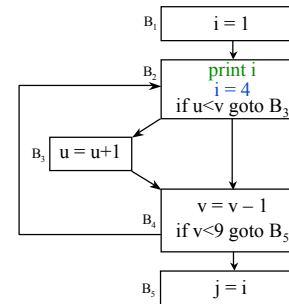 B₁
i = 1
B₂
print i
i = 4
if u<v goto B₃
B₃
u = u+1
B₄
v = v – 1
if v<9 goto B₅
B₅
j = i